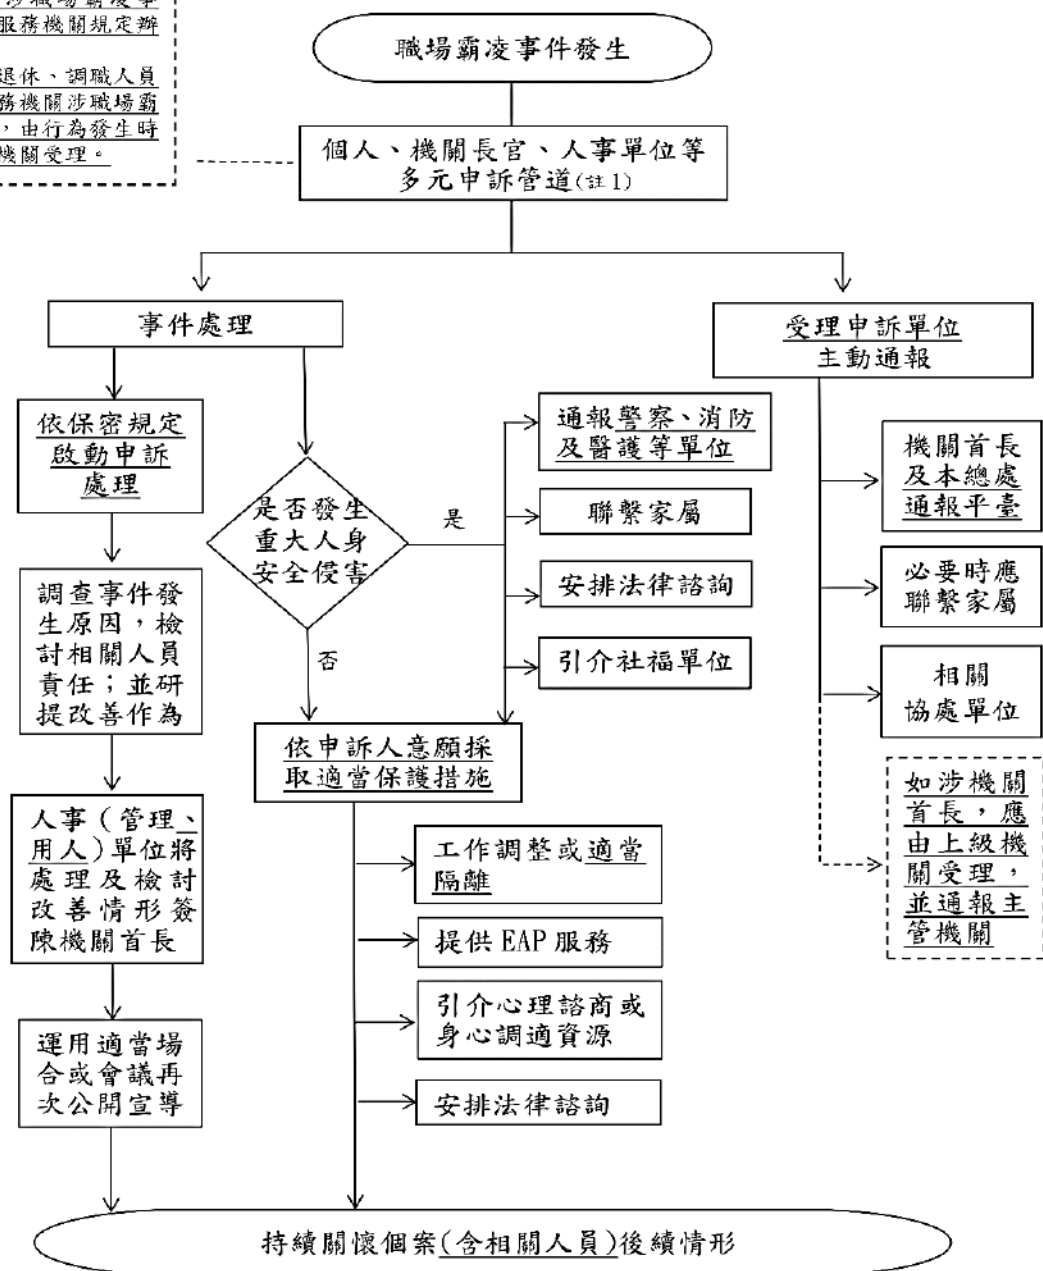 涉職場霸凌事
服務機關規定辦
退休、調職人員
務機關涉職場霸
，由行為發生時
機關受理。
職場霸凌事件發生
個人、機關長官、人事單位等
多元申訴管道(註1)
事件處理
受理申訴單位
主動通報
依保密規定
啟動申訴
處理
調查事件發
生原因，檢
討相關人員
責任；並研
提改善作為
人事（管理、
用人）單位將
處理及檢討
改善情形簽
陳機關首長
運用適當場
合或會議再
次公開宣導
是否發生
重大人身
安全侵害
是
否
通報警察、消防
及醫護等單位
聯繫家屬
安排法律諮詢
引介社福單位
依申訴人意願採
取適當保護措施
工作調整或適當
隔離
提供EAP服務
引介心理諮商或
身心調適資源
安排法律諮詢
機關首長
及本總處
通報平臺
必要時應
聯繫家屬
相關
協處單位
如涉機關
首長，應
由上級機
關受理，
並通報主
管機關
持續關懷個案(含相關人員)後續情形